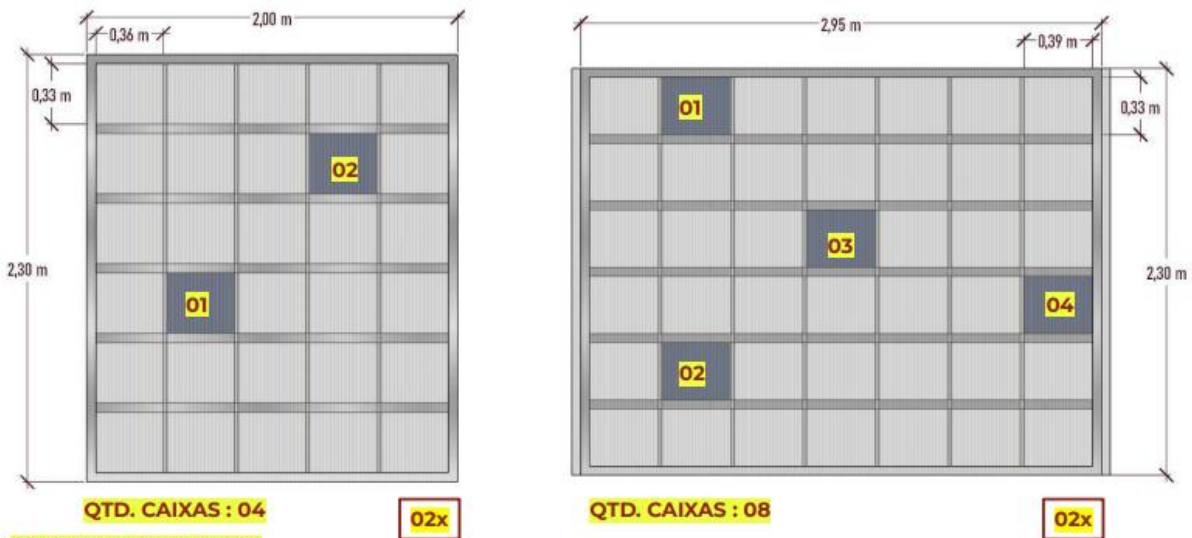 2,00 m
0,36 m
0,33 m
02
2,30 m
01
QTD. CAIXAS : 04
02x
2,95 m
0,39 m
01
0,33 m
03
2,30 m
04
02
QTD. CAIXAS : 08
02x